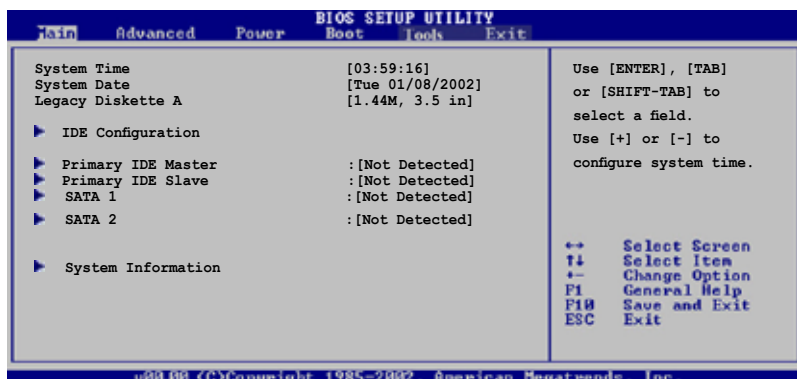 BIOS SETUP UTILITY
Main Advanced Power Boot Tools Exit
System Time [03:59:16]
System Date [Tue 01/08/2002]
Legacy Diskette A [1.44M, 3.5 in]
IDE Configuration
Primary IDE Master :[Not Detected]
Primary IDE Slave :[Not Detected]
SATA 1 :[Not Detected]
SATA 2 :[Not Detected]
System Information
Use [ENTER], [TAB]
or [SHIFT-TAB] to
select a field.
Use [+] or [-] to
configure system time.
↔ Select Screen
↑↓ Select Item
+- Change Option
F1 General Help
F10 Save and Exit
ESC Exit
v00.00 (C)Copyright 1985-2002, American Megatrends, Inc.